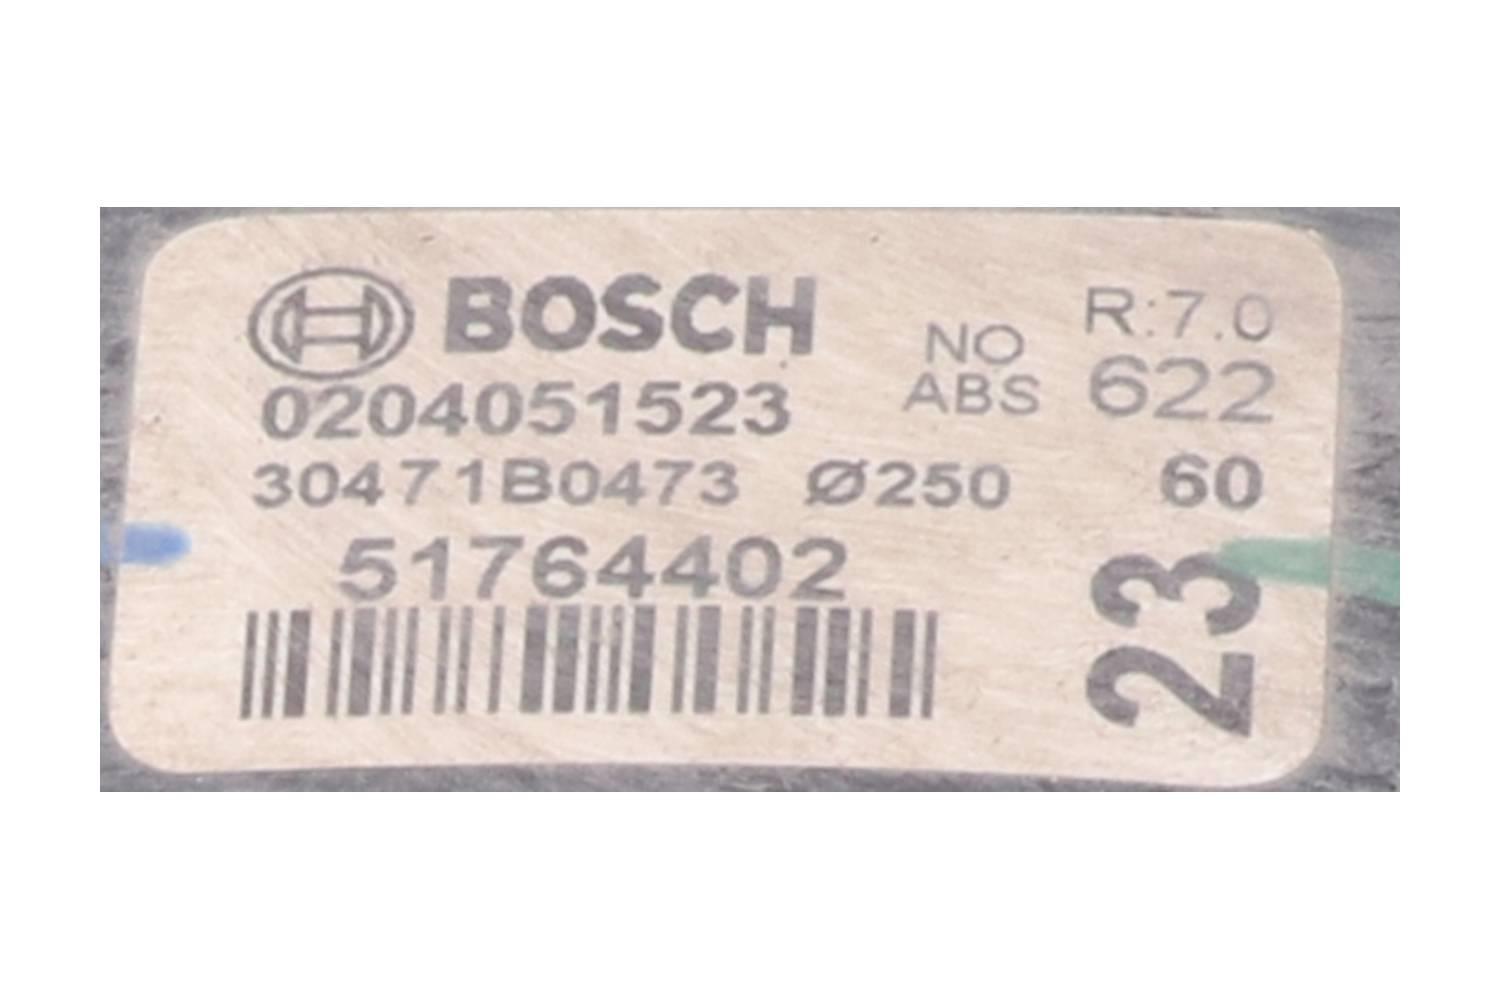 BOSCH
R:7.0
NO
ABS
622
0204051523
30471B0473 Ø250 60
51764402
23